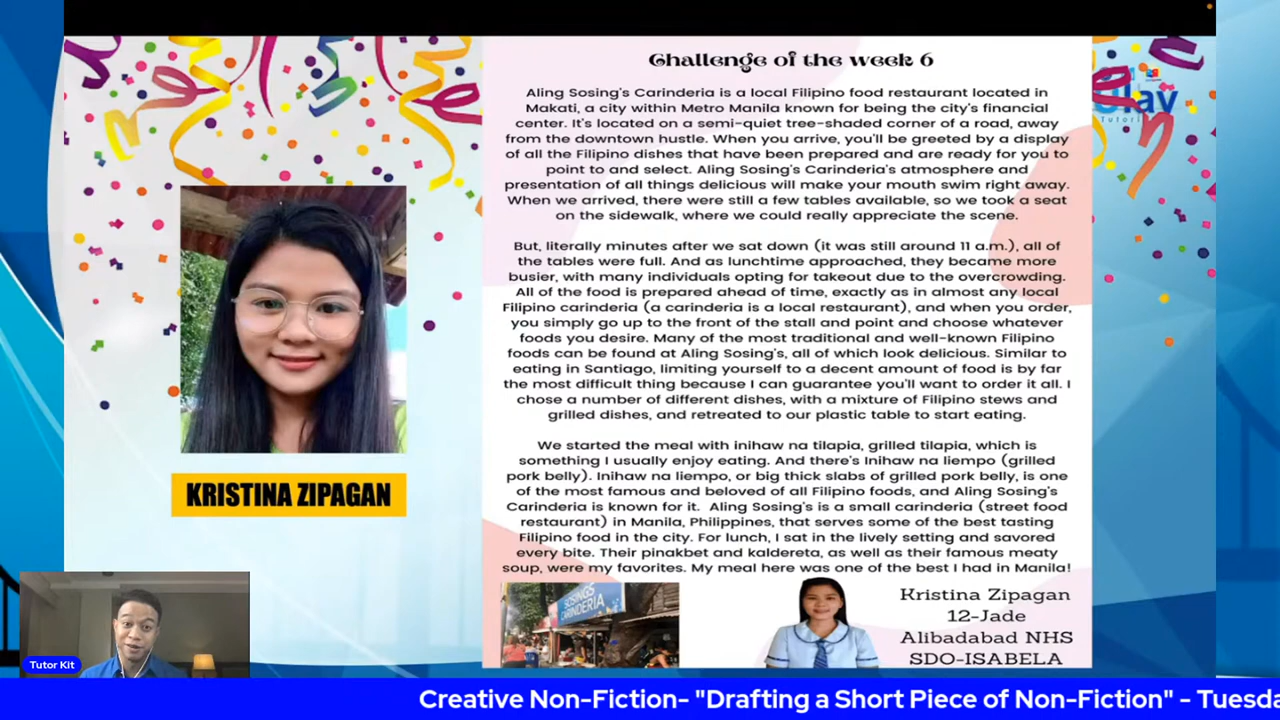 Challenge of the week 6
Aling Sosing's Carinderia is a local Filipino food restaurant located in
Makati, a city within Metro Manila known for being the city's financial
center. It's located on a semi-quiet tree-shaded corner of a road, away
from the downtown hustle. When you arrive, you'll be greeted by a display
of all the Filipino dishes that have been prepared and are ready for you to
point to and select. Aling Sosing's Carinderia's atmosphere and
presentation of all things delicious will make your mouth swim right away.
When we arrived, there were still a few tables available, so we took a seat
on the sidewalk, where we could really appreciate the scene.
But, literally minutes after we sat down (it was still around 11 a.m.), all of
the tables were full. And as lunchtime approached, they became more
busier, with many individuals opting for takeout due to the overcrowding.
All of the food is prepared ahead of time, exactly as in almost any local
Filipino carinderia (a carinderia is a local restaurant), and when you order,
you simply go up to the front of the stall and point and choose whatever
foods you desire. Many of the most traditional and well-known Filipino
foods can be found at Aling Sosing's, all of which look delicious. Similar to
eating in Santiago, limiting yourself to a decent amount of food is by far
the most difficult thing because I can guarantee you'll want to order it all. I
chose a number of different dishes, with a mixture of Filipino stews and
grilled dishes, and retreated to our plastic table to start eating.
We started the meal with inihaw na tilapia, grilled tilapia, which is
something I usually enjoy eating. And there's Inihaw na liempo (grilled
pork belly). Inihaw na liempo, or big thick slabs of grilled pork belly, is one
of the most famous and beloved of all Filipino foods, and Aling Sosing's
Carinderia is known for it. Aling Sosing's is a small carinderia (street food
restaurant) in Manila, Philippines, that serves some of the best tasting
Filipino food in the city. For lunch, I sat in the lively setting and savored
every bite. Their pinakbet and kaldereta, as well as their famous meaty
soup, were my favorites. My meal here was one of the best I had in Manila!
KRISTINA ZIPAGAN
SOSING'S
CARINDERIA
Kristina Zipagan
12-Jade
Alibadabad NHS
SDO-ISABELA
Tutor Kit
Creative Non-Fiction- "Drafting a Short Piece of Non-Fiction" - Tuesda